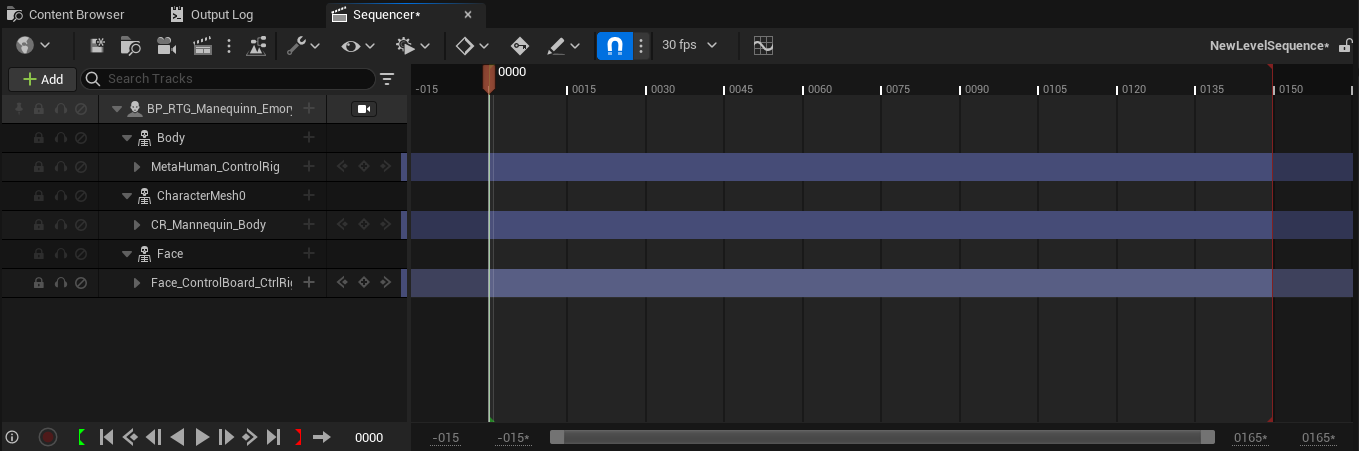 Content Browser Output Log Sequencer*
30 fps NewLevelSequence*
Add Search Tracks 0000
-015 0015 0030 0045 0060 0075 0090 0105 0120 0135 0150
BP_RTG_Manequinn_Emory
Body
MetaHuman_ControlRig
CharacterMesh0
CR_Mannequin_Body
Face
Face_ControlBoard_CtrlRi
0000 -015 -015* 0165* 0165*